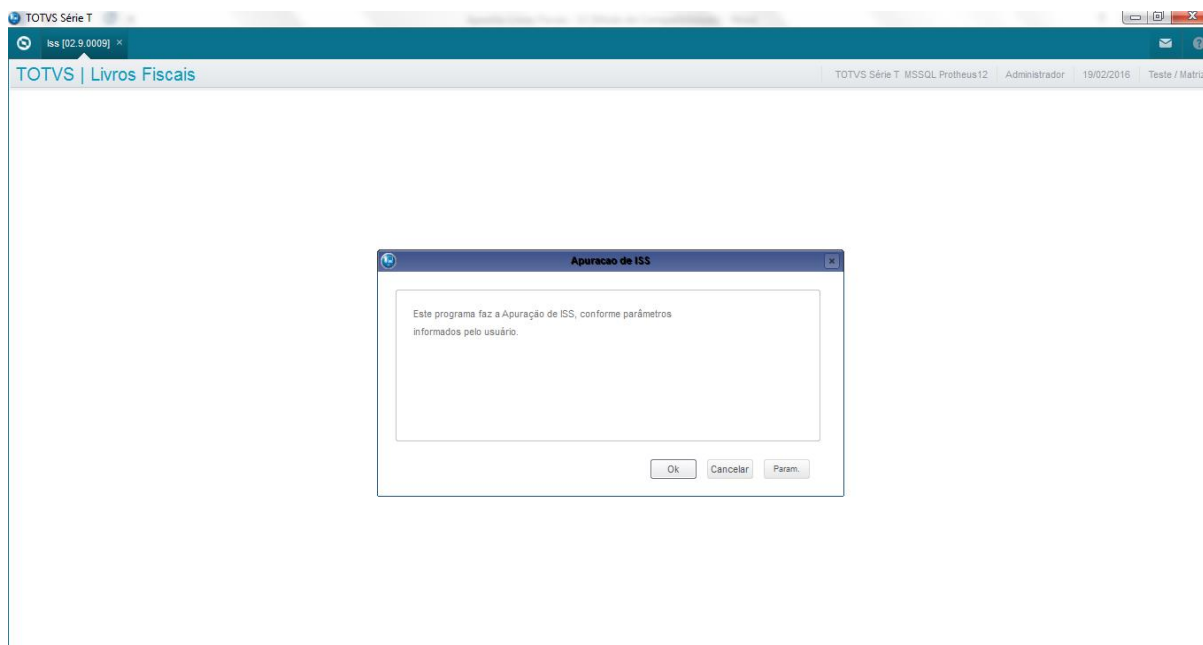 TOTVS Série T
Iss [02.9.0009] ×
TOTVS | Livros Fiscais
TOTVS Série T MSSQL Protheus12 Administrador 19/02/2016 Teste / Matriz
Apuracao de ISS
Este programa faz a Apuração de ISS, conforme parâmetros
informados pelo usuário.
Ok Cancelar Param.